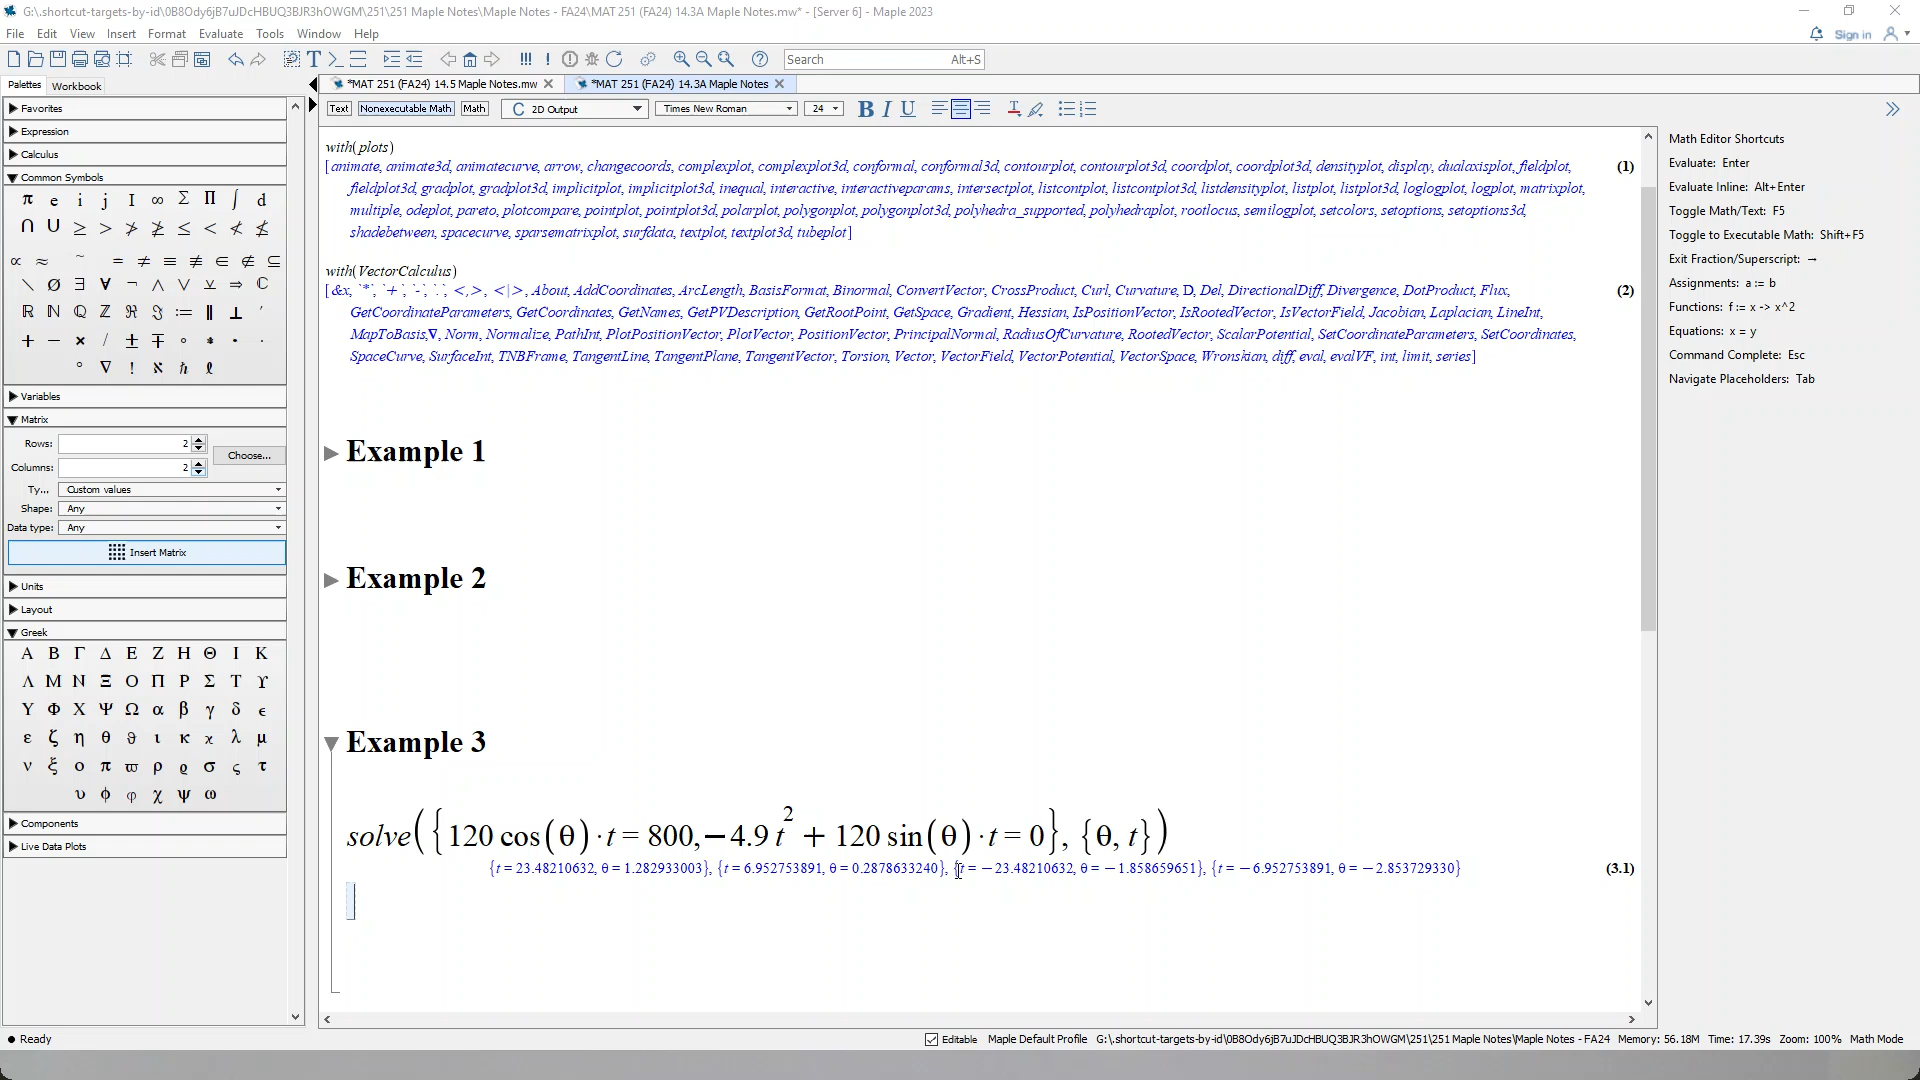 G:\.shortcut-targets-by-id\0B8Ody6jB7uJDcHBUQ3BJR3hOWGM\251\251 Maple Notes\Maple Notes - FA24\MAT 251 (FA24) 14.3A Maple Notes.mw* - [Server 6] - Maple 2023
File Edit View Insert Format Evaluate Tools Window Help
Sign in
Search Alt+S
Palettes Workbook
*MAT 251 (FA24) 14.5 Maple Notes.mw
*MAT 251 (FA24) 14.3A Maple Notes
Text Nonexecutable Math Math C 2D Output Times New Roman 24 B I U
Favorites
Expression
Calculus
Common Symbols
π e i j I ∞ Σ Π ∫ d
∩ ∪ ≥ > ≯ ≱ ≤ < ≮ ≰
∝ ≈ ~ = ≠ ≡ ≢ ∈ ∉ ⊆
\ Ø ∃ ∀ ¬ ∧ ∨ ⊻ ⇒ ℂ
ℝ ℕ ℚ ℤ ℜ ℑ := ∥ ⊥ ′
+ − × / ± ∓ ∘ * · .
° ∇ ! ℵ ħ ℓ
Variables
Matrix
Rows: 2
Choose...
Columns: 2
Ty... Custom values
Shape: Any
Data type: Any
Insert Matrix
Units
Layout
Greek
Α Β Γ Δ Ε Ζ Η Θ Ι Κ
Λ Μ Ν Ξ Ο Π Ρ Σ Τ ϒ
Υ Φ Χ Ψ Ω α β γ δ ϵ
ε ζ η θ ϑ ι κ χ λ μ
ν ξ ο π ϖ ρ ϱ σ ς τ
υ ϕ φ χ ψ ω
Components
Live Data Plots
with(plots)
[animate, animate3d, animatecurve, arrow, changecoords, complexplot, complexplot3d, conformal, conformal3d, contourplot, contourplot3d, coordplot, coordplot3d, densityplot, display, dualaxisplot, fieldplot, (1)
fieldplot3d, gradplot, gradplot3d, implicitplot, implicitplot3d, inequal, interactive, interactiveparams, intersectplot, listcontplot, listcontplot3d, listdensityplot, listplot, listplot3d, loglogplot, logplot, matrixplot,
multiple, odeplot, pareto, plotcompare, pointplot, pointplot3d, polarplot, polygonplot, polygonplot3d, polyhedra_supported, polyhedraplot, rootlocus, semilogplot, setcolors, setoptions, setoptions3d,
shadebetween, spacecurve, sparsematrixplot, surfdata, textplot, textplot3d, tubeplot]
with(VectorCalculus)
[&x, `*`, `+`, `-`, `.`, <,>, <|>, About, AddCoordinates, ArcLength, BasisFormat, Binormal, ConvertVector, CrossProduct, Curl, Curvature, D, Del, DirectionalDiff, Divergence, DotProduct, Flux, (2)
GetCoordinateParameters, GetCoordinates, GetNames, GetPVDescription, GetRootPoint, GetSpace, Gradient, Hessian, IsPositionVector, IsRootedVector, IsVectorField, Jacobian, Laplacian, LineInt,
MapToBasis,∇, Norm, Normalize, PathInt, PlotPositionVector, PlotVector, PositionVector, PrincipalNormal, RadiusOfCurvature, RootedVector, ScalarPotential, SetCoordinateParameters, SetCoordinates,
SpaceCurve, SurfaceInt, TNBFrame, TangentLine, TangentPlane, TangentVector, Torsion, Vector, VectorField, VectorPotential, VectorSpace, Wronskian, diff, eval, evalVF, int, limit, series]
Example 1
Example 2
Example 3
solve({120 cos(θ)·t = 800, −4.9 t² + 120 sin(θ)·t = 0}, {θ, t})
{t = 23.48210632, θ = 1.282933003}, {t = 6.952753891, θ = 0.2878633240}, {t = −23.48210632, θ = −1.858659651}, {t = −6.952753891, θ = −2.853729330} (3.1)
Math Editor Shortcuts
Evaluate: Enter
Evaluate Inline: Alt+Enter
Toggle Math/Text: F5
Toggle to Executable Math: Shift+F5
Exit Fraction/Superscript: →
Assignments: a := b
Functions: f := x -> x^2
Equations: x = y
Command Complete: Esc
Navigate Placeholders: Tab
Ready
Editable Maple Default Profile G:\.shortcut-targets-by-id\0B8Ody6jB7uJDcHBUQ3BJR3hOWGM\251\251 Maple Notes\Maple Notes - FA24 Memory: 56.18M Time: 17.39s Zoom: 100% Math Mode